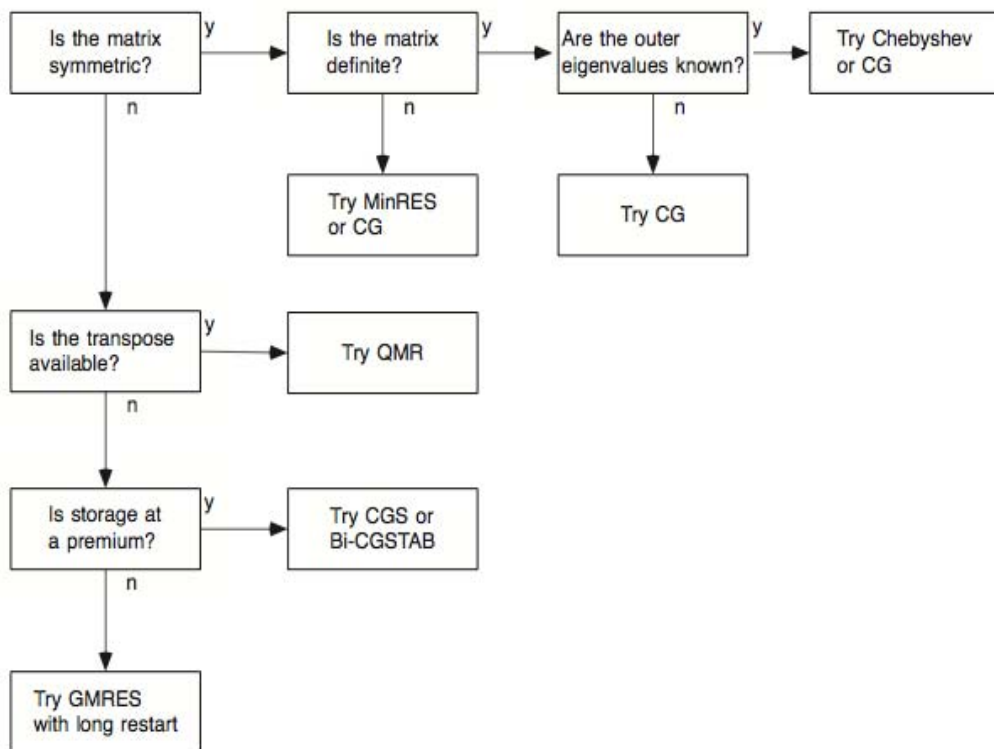 Is the matrix
symmetric?
y
n
Is the matrix
definite?
y
n
Are the outer
eigenvalues known?
y
n
Try Chebyshev
or CG
Try MinRES
or CG
Try CG
Is the transpose
available?
y
n
Try QMR
Is storage at
a premium?
y
n
Try CGS or
Bi-CGSTAB
Try GMRES
with long restart